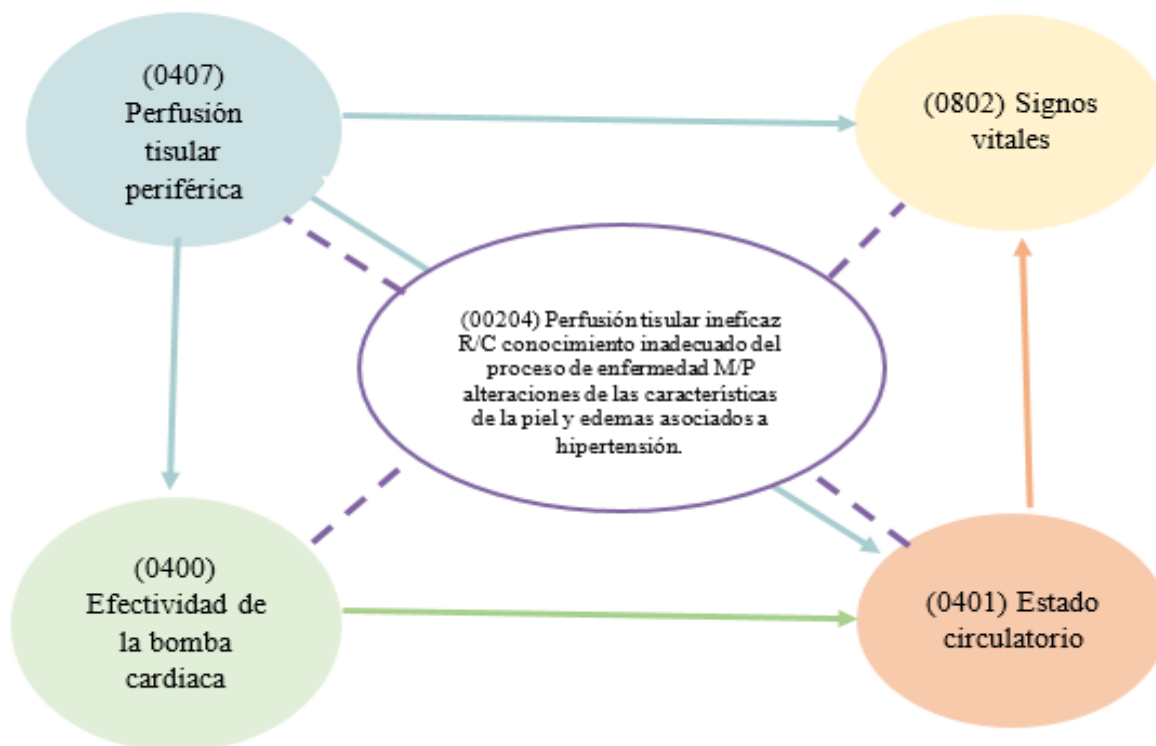 (0407)
Perfusión
tisular
periférica
(0802) Signos
vitales
(00204) Perfusión tisular ineficaz
R/C conocimiento inadecuado del
proceso de enfermedad M/P
alteraciones de las características
de la piel y edemas asociados a
hipertensión.
(0400)
Efectividad de
la bomba
cardiaca
(0401) Estado
circulatorio